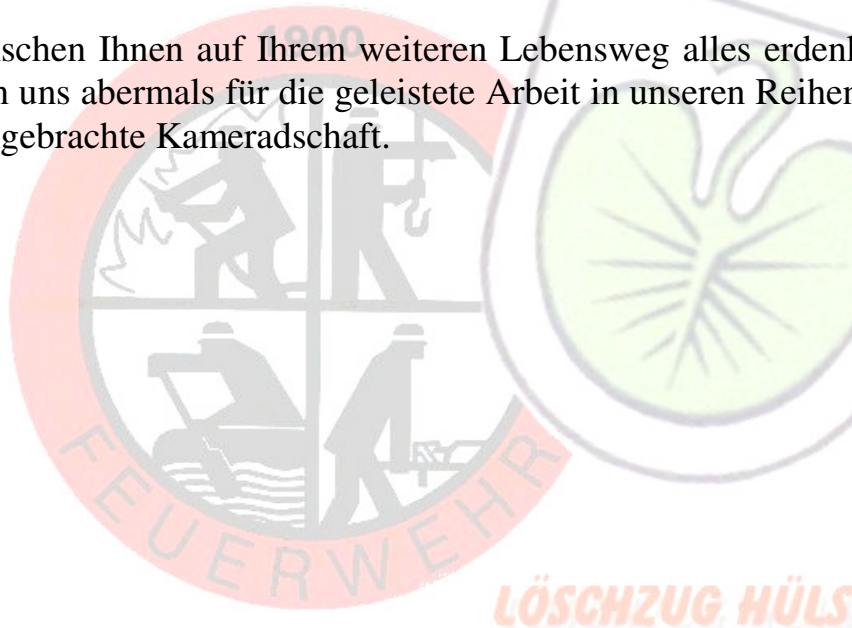 1900
schen Ihnen auf Ihrem weiteren Lebensweg alles erdenk
n uns abermals für die geleistete Arbeit in unseren Reihen
gebrachte Kameradschaft.
FEUERWEHR
LÖSCHZUG HÜLS